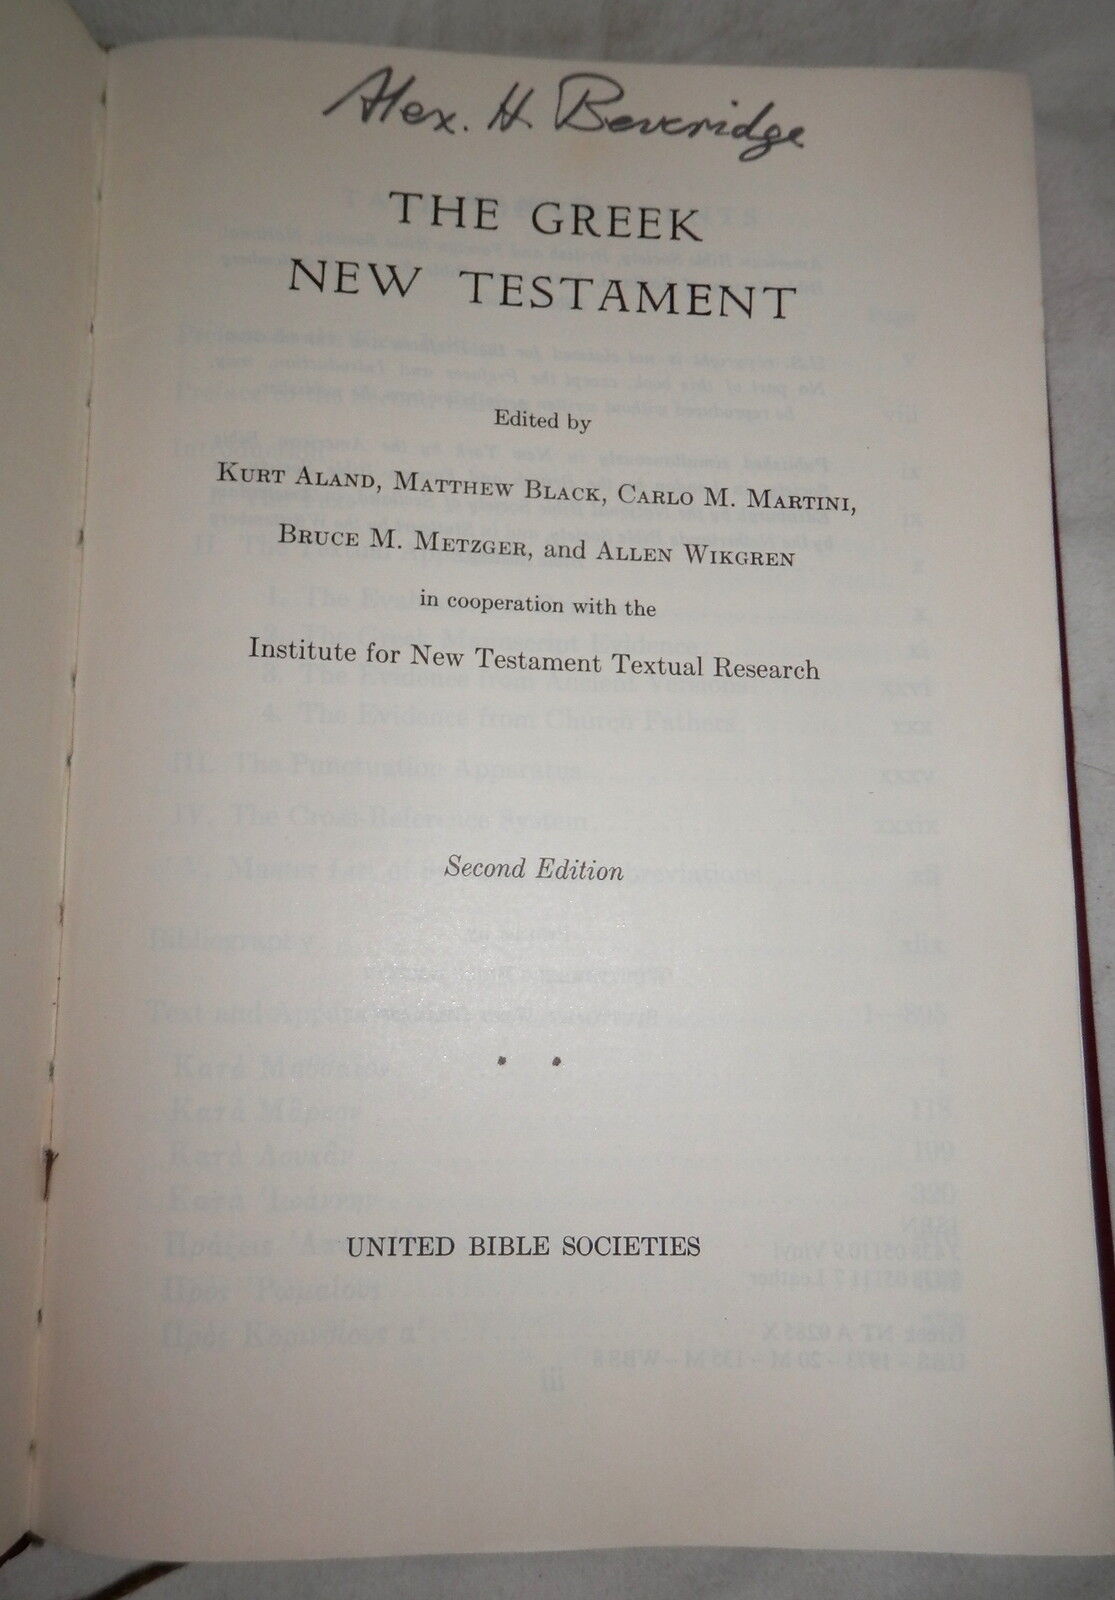 Alex. H. Beveridge
THE GREEK
NEW TESTAMENT
Edited by
KURT ALAND, MATTHEW BLACK, CARLO M. MARTINI,
BRUCE M. METZGER, and ALLEN WIKGREN
in cooperation with the
Institute for New Testament Textual Research
Second Edition
UNITED BIBLE SOCIETIES